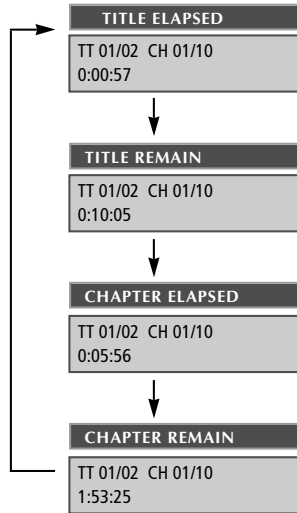 TITLE ELAPSED
TT 01/02 CH 01/10
0:00:57
TITLE REMAIN
TT 01/02 CH 01/10
0:10:05
CHAPTER ELAPSED
TT 01/02 CH 01/10
0:05:56
CHAPTER REMAIN
TT 01/02 CH 01/10
1:53:25